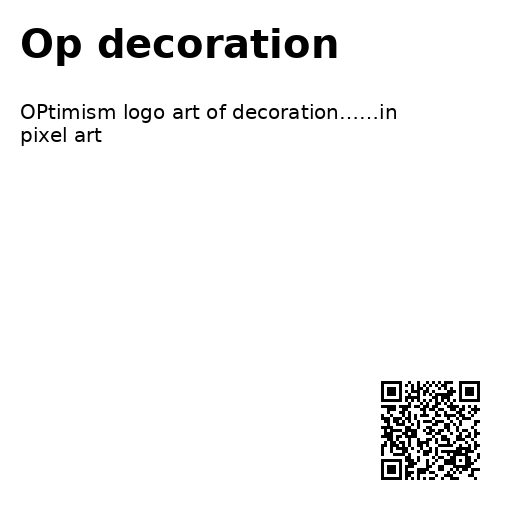 Op decoration
OPtimism logo art of decoration......in
pixel art